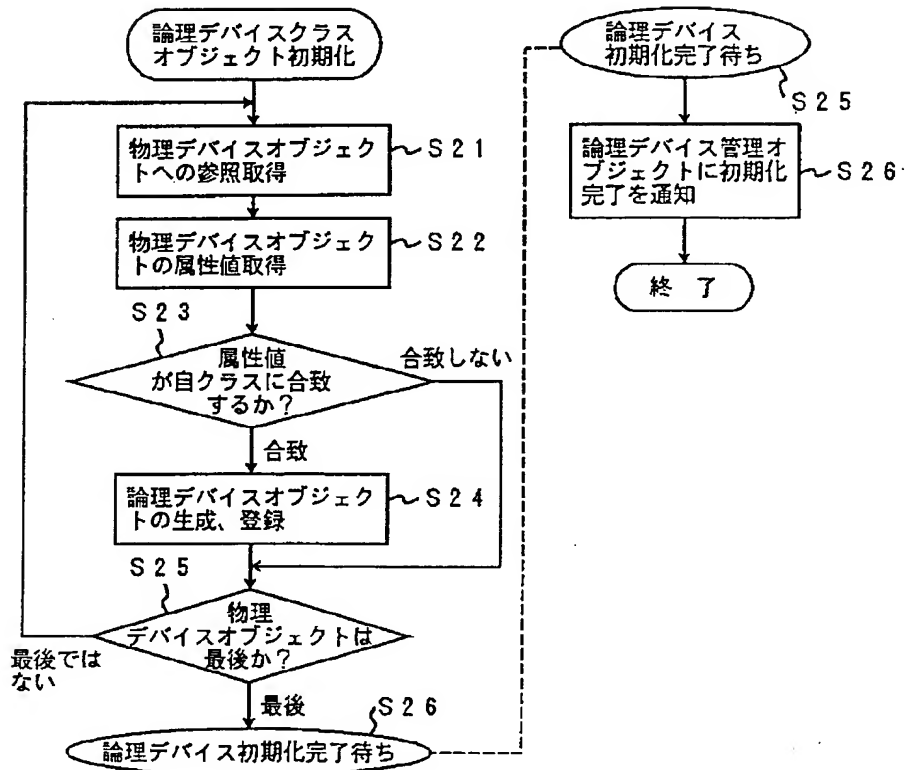 論理デバイスクラス
オブジェクト初期化
物理デバイスオブジェク
トへの参照取得
S21
物理デバイスオブジェク
トの属性値取得
S22
S23
属性値
が自クラスに合致
するか?
合致しない
合致
論理デバイスオブジェク
トの生成、登録
S24
S25
物理
デバイスオブジェクトは
最後か?
最後では
ない
最後
S26
論理デバイス初期化完了待ち
論理デバイス
初期化完了待ち
S25
論理デバイス管理オ
ブジェクトに初期化
完了を通知
S26
終 了